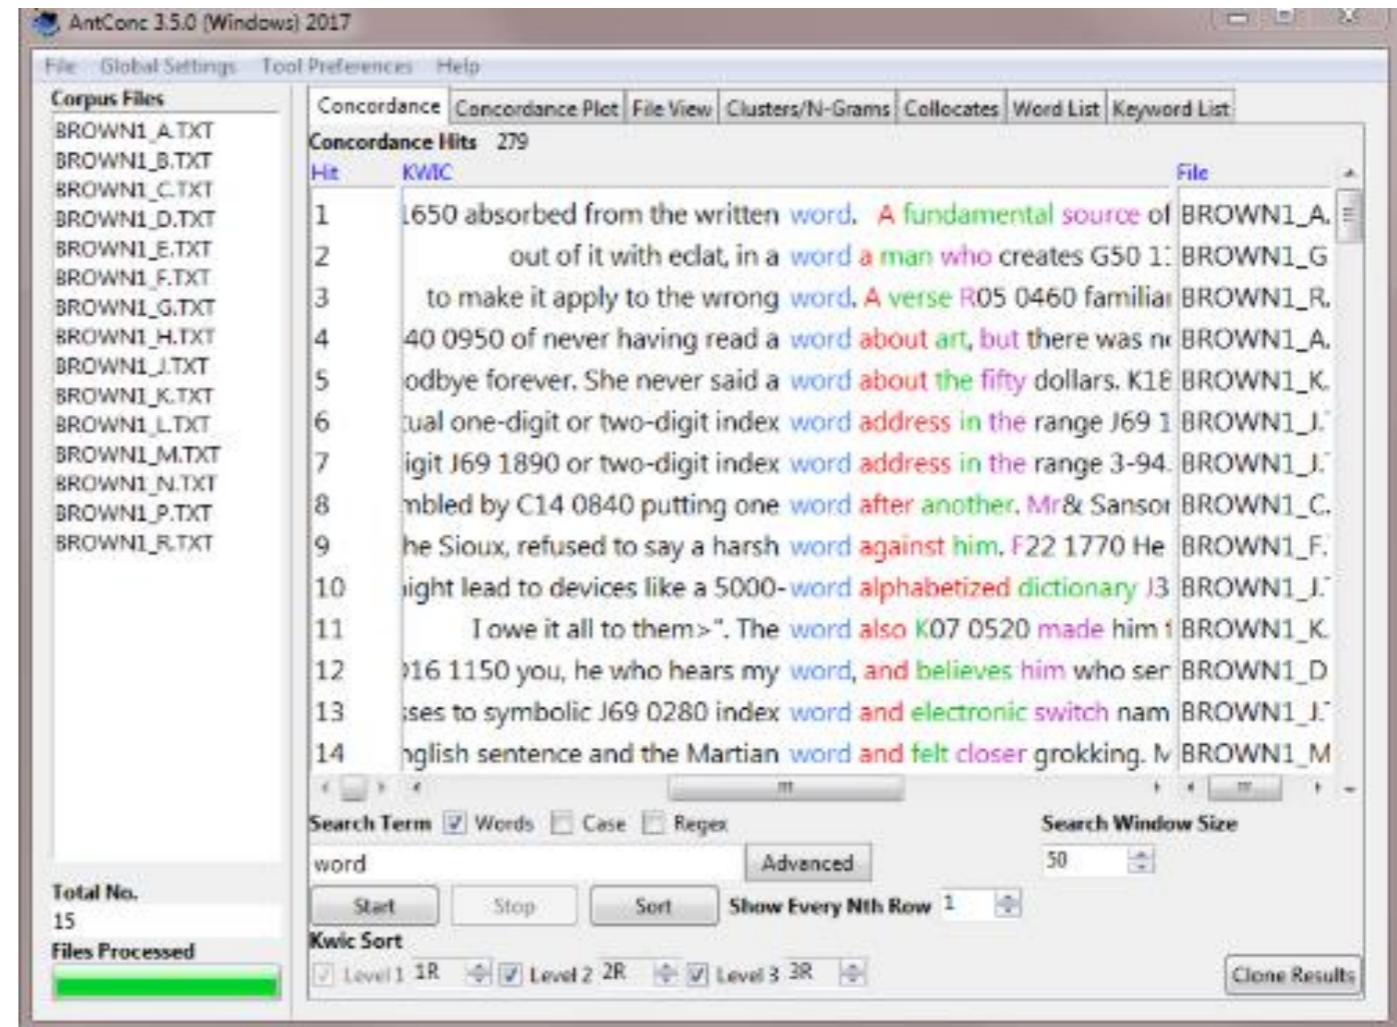 AntConc 3.5.0 (Windows) 2017
File Global Settings Tool Preferences Help
Corpus Files
BROWN1_A.TXT
BROWN1_B.TXT
BROWN1_C.TXT
BROWN1_D.TXT
BROWN1_E.TXT
BROWN1_F.TXT
BROWN1_G.TXT
BROWN1_H.TXT
BROWN1_J.TXT
BROWN1_K.TXT
BROWN1_L.TXT
BROWN1_M.TXT
BROWN1_N.TXT
BROWN1_P.TXT
BROWN1_R.TXT
Total No.
15
Files Processed
Concordance Concordance Plot File View Clusters/N-Grams Collocates Word List Keyword List
Concordance Hits 279
Hit KWIC File
1 1650 absorbed from the written word. A fundamental source of BROWN1_A.
2 out of it with eclat, in a word a man who creates G50 1 BROWN1_G
3 to make it apply to the wrong word. A verse R05 0460 familiar BROWN1_R.
4 40 0950 of never having read a word about art, but there was BROWN1_A.
5 odbye forever. She never said a word about the fifty dollars. K18 BROWN1_K.
6 tual one-digit or two-digit index word address in the range J69 1 BROWN1_J.
7 igit J69 1890 or two-digit index word address in the range 3-94. BROWN1_J.
8 mbled by C14 0840 putting one word after another. Mr& Sanson BROWN1_C.
9 he Sioux, refused to say a harsh word against him. F22 1770 He BROWN1_F.
10 night lead to devices like a 5000-word alphabetized dictionary J3 BROWN1_J.
11 I owe it all to them>". The word also K07 0520 made him BROWN1_K.
12 016 1150 you, he who hears my word, and believes him who sen BROWN1_D
13 sses to symbolic J69 0280 index word and electronic switch nam BROWN1_J.
14 nglish sentence and the Martian word and felt closer grokking. M BROWN1_M
Search Term Words Case Regex Search Window Size
word Advanced 50
Start Stop Sort Show Every Nth Row 1
Kwic Sort
Level 1 1R Level 2 2R Level 3 3R Clone Results